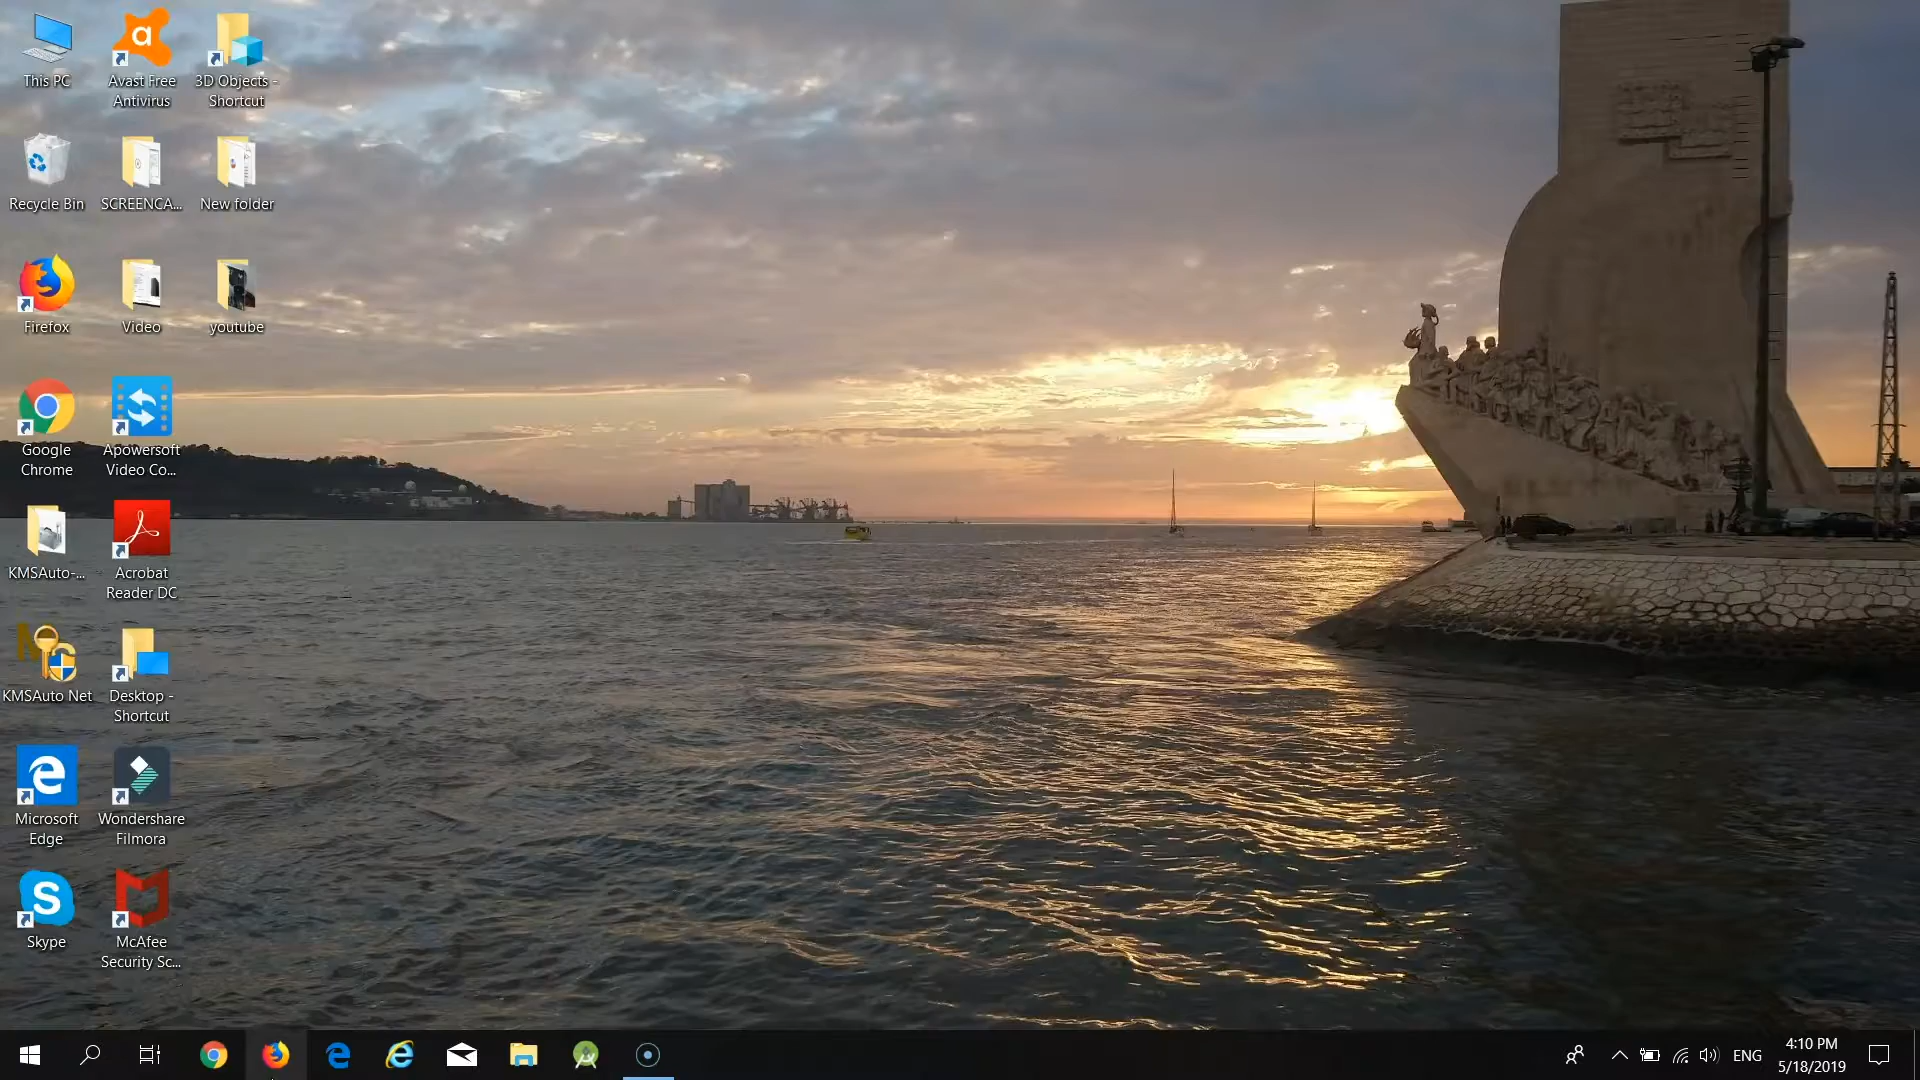 This PC
Avast Free
Antivirus
3D Objects -
Shortcut
Recycle Bin
SCREENCA...
New folder
Firefox
Video
youtube
Google
Chrome
Apowersoft
Video Co...
KMSAuto-...
Acrobat
Reader DC
KMSAuto Net
Desktop -
Shortcut
Microsoft
Edge
Wondershare
Filmora
Skype
McAfee
Security Sc...
ENG
4:10 PM
5/18/2019